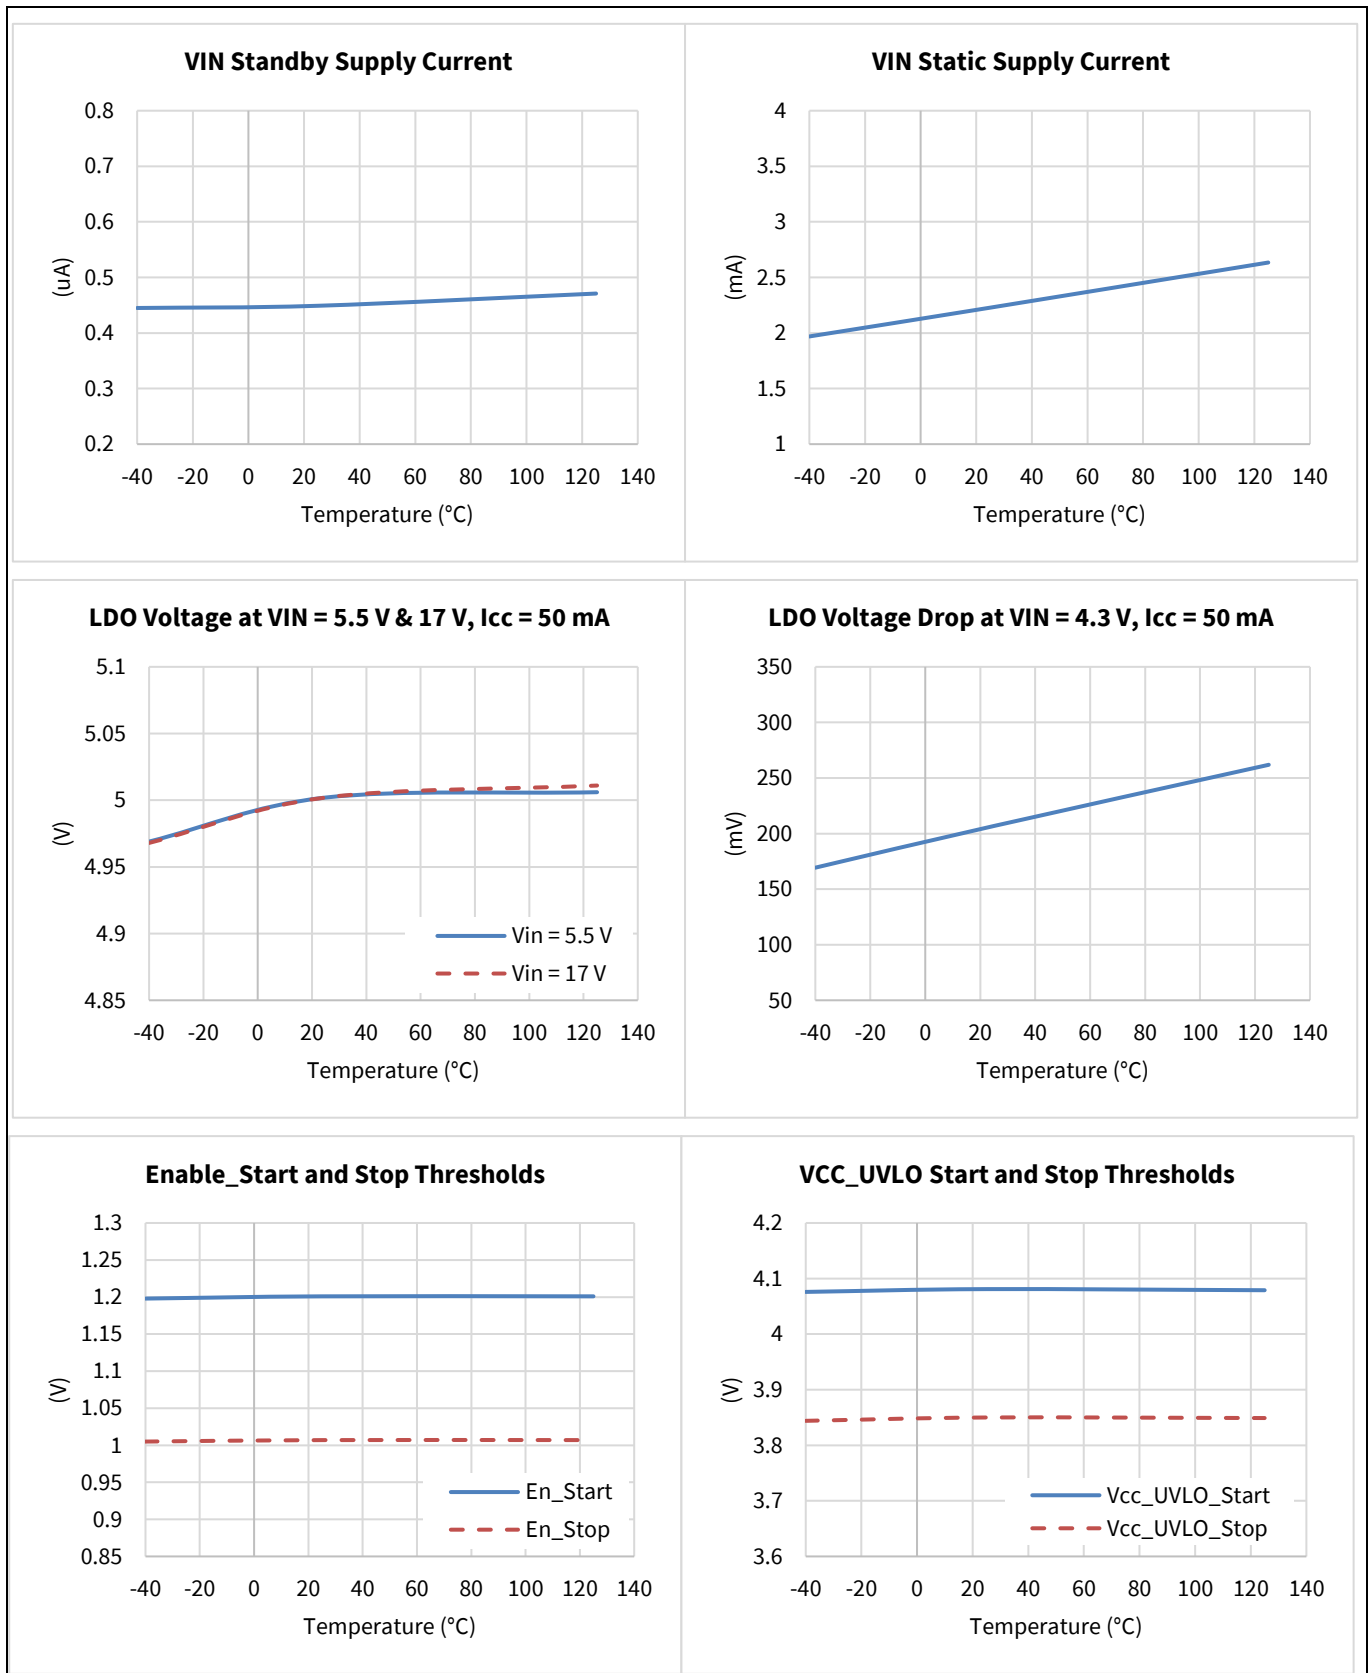 VIN Standby Supply Current
0.8
0.7
0.6
0.5
0.4
0.3
0.2
(uA)
-40 -20 0 20 40 60 80 100 120 140
Temperature (°C)
VIN Static Supply Current
4
3.5
3
2.5
2
1.5
1
(mA)
-40 -20 0 20 40 60 80 100 120 140
Temperature (°C)
LDO Voltage at VIN = 5.5 V & 17 V, Icc = 50 mA
5.1
5.05
5
4.95
4.9
4.85
(V)
Vin = 5.5 V
Vin = 17 V
-40 -20 0 20 40 60 80 100 120 140
Temperature (°C)
LDO Voltage Drop at VIN = 4.3 V, Icc = 50 mA
350
300
250
200
150
100
50
(mV)
-40 -20 0 20 40 60 80 100 120 140
Temperature (°C)
Enable_Start and Stop Thresholds
1.3
1.25
1.2
1.15
1.1
1.05
1
0.95
0.9
0.85
(V)
En_Start
En_Stop
-40 -20 0 20 40 60 80 100 120 140
Temperature (°C)
VCC_UVLO Start and Stop Thresholds
4.2
4.1
4
3.9
3.8
3.7
3.6
(V)
Vcc_UVLO_Start
Vcc_UVLO_Stop
-40 -20 0 20 40 60 80 100 120 140
Temperature (°C)